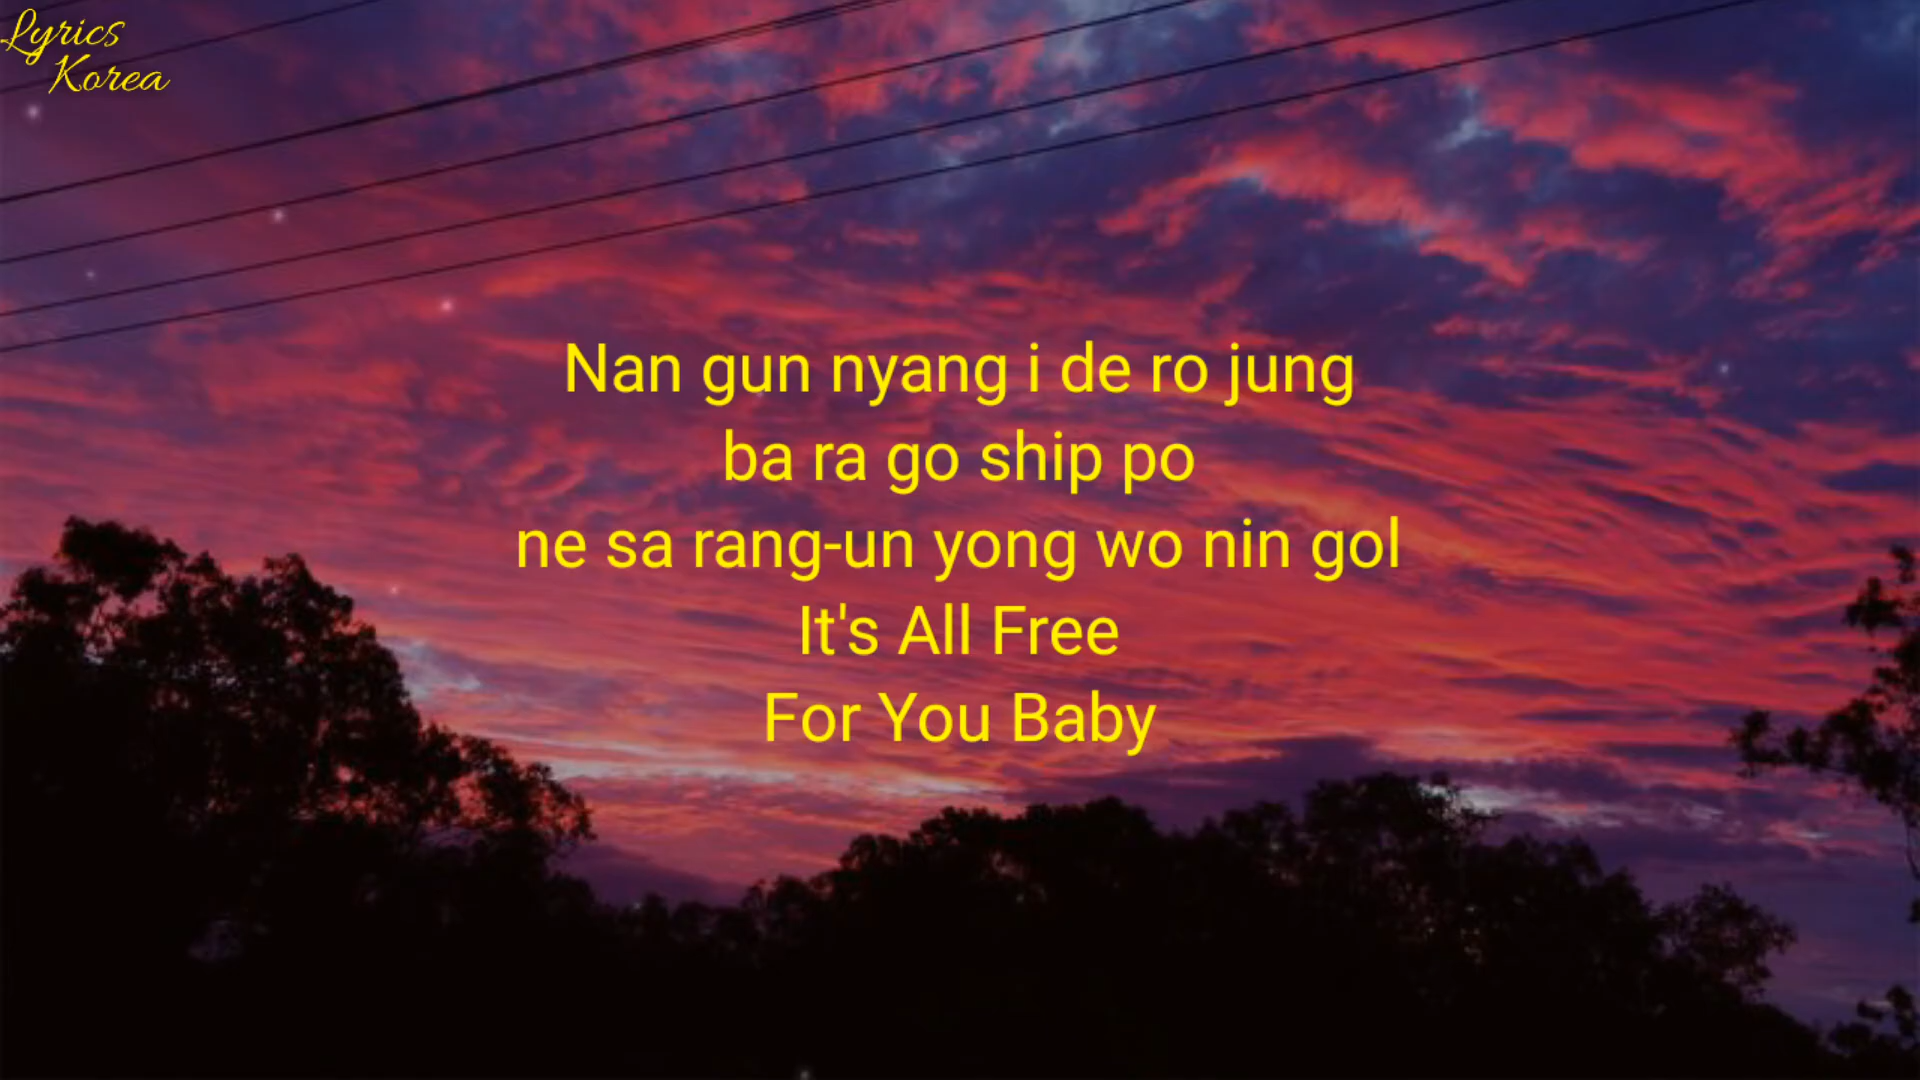 Lyrics
Korea
Nan gun nyang i de ro jung
ba ra go ship po
ne sa rang-un yong wo nin gol
It's All Free
For You Baby